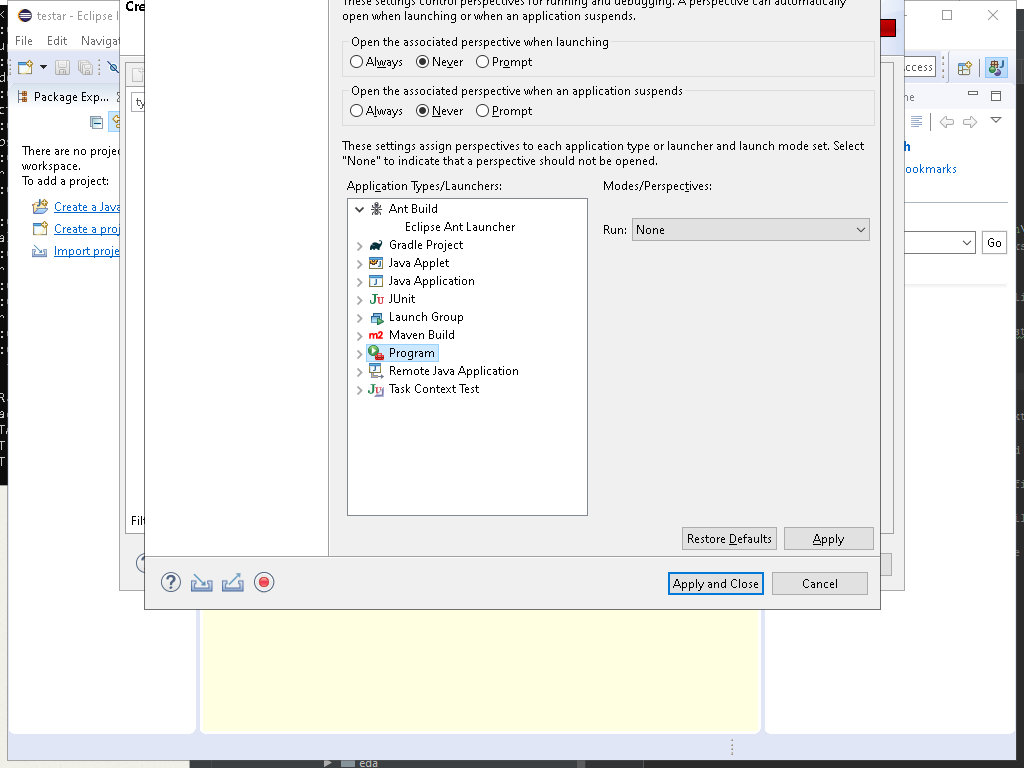 testar - Eclipse I
Cre
File Edit Navigat
Package Exp...
There are no proje
workspace.
To add a project:
Create a Java
Create a proj
Import proje
ty
Filt
These settings control perspectives for running and debugging. A perspective can automatically
open when launching or when an application suspends.
Open the associated perspective when launching
Always Never Prompt
Open the associated perspective when an application suspends
Always Never Prompt
These settings assign perspectives to each application type or launcher and launch mode set. Select
"None" to indicate that a perspective should not be opened.
Application Types/Launchers: Modes/Perspectives:
Ant Build
Eclipse Ant Launcher
Run: None
Gradle Project
Java Applet
Java Application
JUnit
Launch Group
m2 Maven Build
Program
Remote Java Application
Task Context Test
Restore Defaults Apply
Apply and Close Cancel
ccess
ne
h
ookmarks
Go
eda